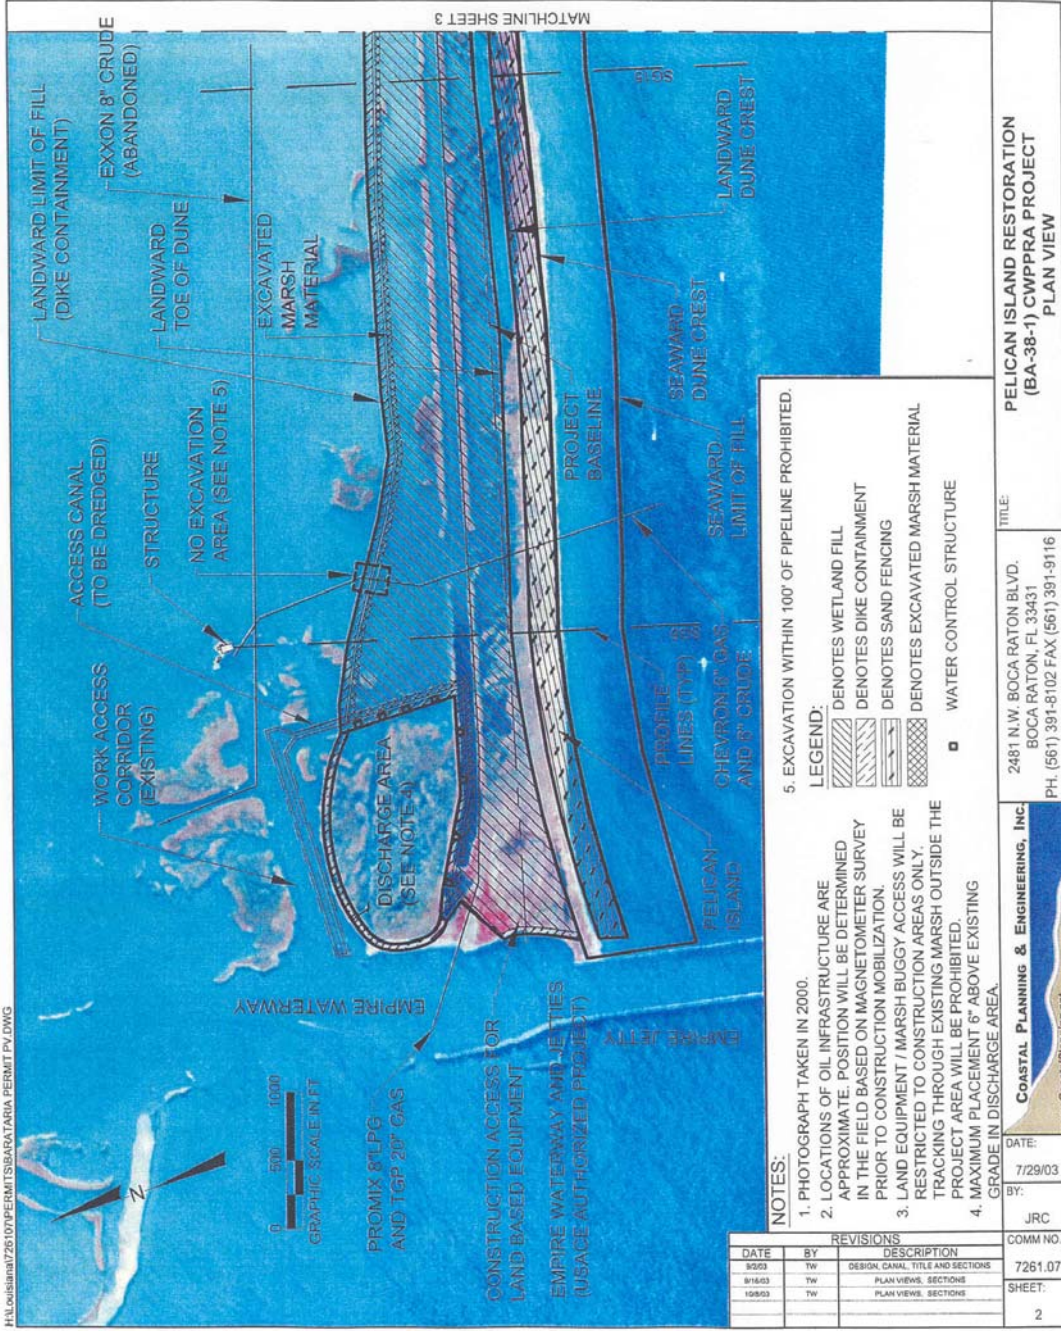 H:\Louisiana\726107\PERMITS\BARATARIA PERMIT PV.DWG
MATCHLINE SHEET 3
LANDWARD LIMIT OF FILL
(DIKE CONTAINMENT)
EXXON 8" CRUDE
(ABANDONED)
LANDWARD
TOE OF DUNE
EXCAVATED
MARSH
MATERIAL
ACCESS CANAL
(TO BE DREDGED)
STRUCTURE
NO EXCAVATION
AREA (SEE NOTE 5)
WORK ACCESS
CORRIDOR
(EXISTING)
DISCHARGE AREA
(SEE NOTE 4)
LANDWARD
DUNE CREST
SEAWARD
DUNE CREST
PROJECT
BASELINE
SEAWARD
LIMIT OF FILL
PROFILE
LINES (TYP)
CHEVRON 6" GAS
AND 8" CRUDE
PELICAN
ISLAND
EMPIRE WATERWAY
EMPIRE JETTY
N
0 500 1000
GRAPHIC SCALE IN FT
PROMIX 8" LPG
AND TGP 20" GAS
CONSTRUCTION ACCESS FOR
LAND BASED EQUIPMENT
EMPIRE WATERWAY AND JETTIES
(USACE AUTHORIZED PROJECT)
NOTES:
1. PHOTOGRAPH TAKEN IN 2000.
2. LOCATIONS OF OIL INFRASTRUCTURE ARE
APPROXIMATE. POSITION WILL BE DETERMINED
IN THE FIELD BASED ON MAGNETOMETER SURVEY
PRIOR TO CONSTRUCTION MOBILIZATION.
3. LAND EQUIPMENT / MARSH BUGGY ACCESS WILL BE
RESTRICTED TO CONSTRUCTION AREAS ONLY.
TRACKING THROUGH EXISTING MARSH OUTSIDE THE
PROJECT AREA WILL BE PROHIBITED.
4. MAXIMUM PLACEMENT 6" ABOVE EXISTING
GRADE IN DISCHARGE AREA.
5. EXCAVATION WITHIN 100' OF PIPELINE PROHIBITED.
LEGEND:
DENOTES WETLAND FILL
DENOTES DIKE CONTAINMENT
DENOTES SAND FENCING
DENOTES EXCAVATED MARSH MATERIAL
WATER CONTROL STRUCTURE
REVISIONS
DATE BY DESCRIPTION
9/2/03 TW DESIGN, CANAL, TITLE AND SECTIONS
9/16/03 TW PLAN VIEWS, SECTIONS
10/8/03 TW PLAN VIEWS, SECTIONS
COMM NO.
7261.07
SHEET:
2
DATE:
7/29/03
BY:
JRC
COASTAL PLANNING & ENGINEERING, INC.
2481 N.W. BOCA RATON BLVD.
BOCA RATON, FL 33431
PH. (561) 391-8102 FAX (561) 391-9116
TITLE:
PELICAN ISLAND RESTORATION
(BA-38-1) CWPPRA PROJECT
PLAN VIEW